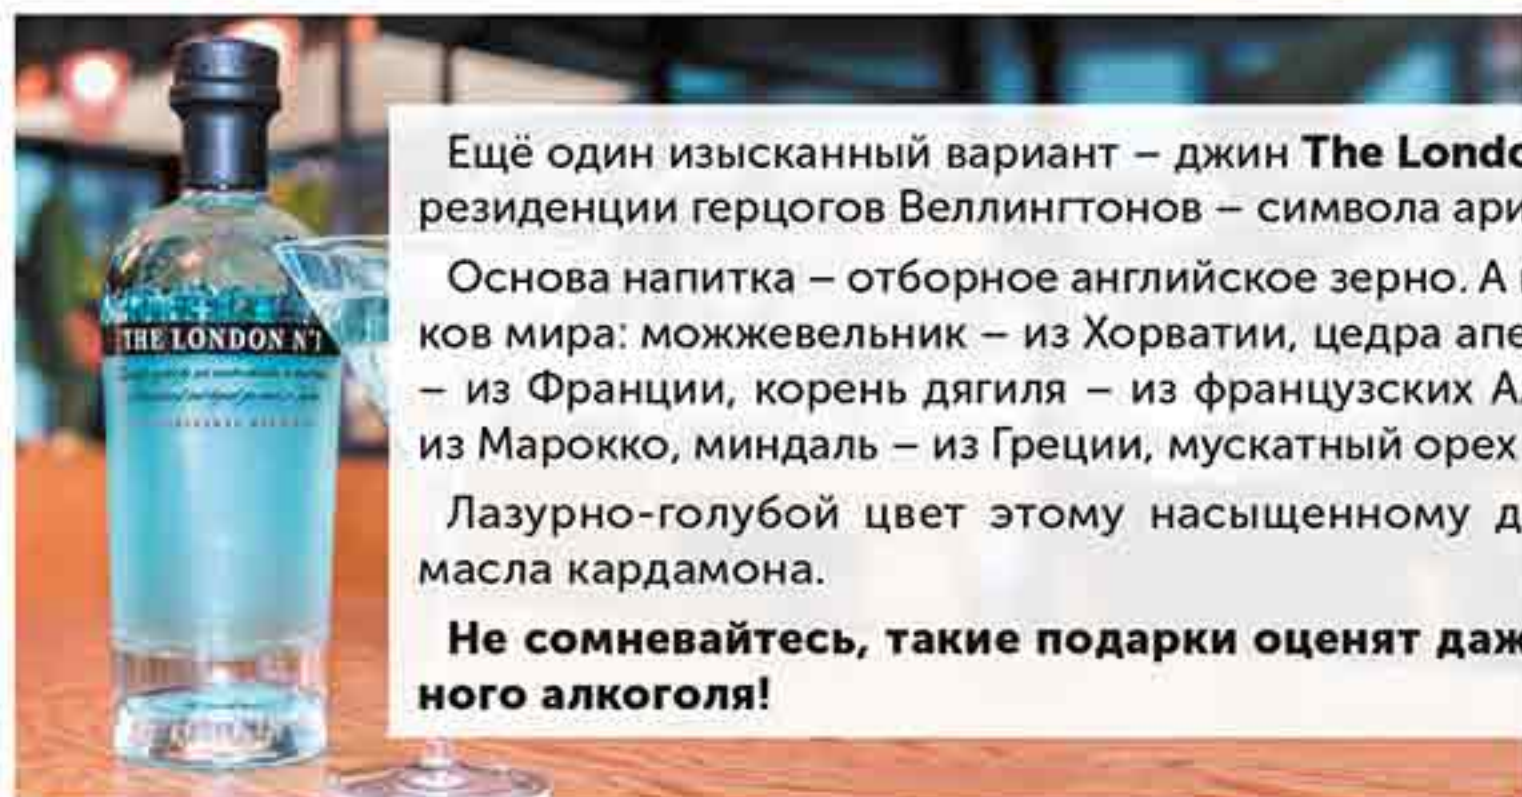 THE LONDON Nº1
Ещё один изысканный вариант – джин The Londo
резиденции герцогов Веллингтонов – символа ари
Основа напитка – отборное английское зерно. А
ков мира: можжевельник – из Хорватии, цедра апе
– из Франции, корень дягиля – из французских А
из Марокко, миндаль – из Греции, мускатный орех
Лазурно-голубой цвет этому насыщенному д
масла кардамона.
Не сомневайтесь, такие подарки оценят даж
ного алкоголя!